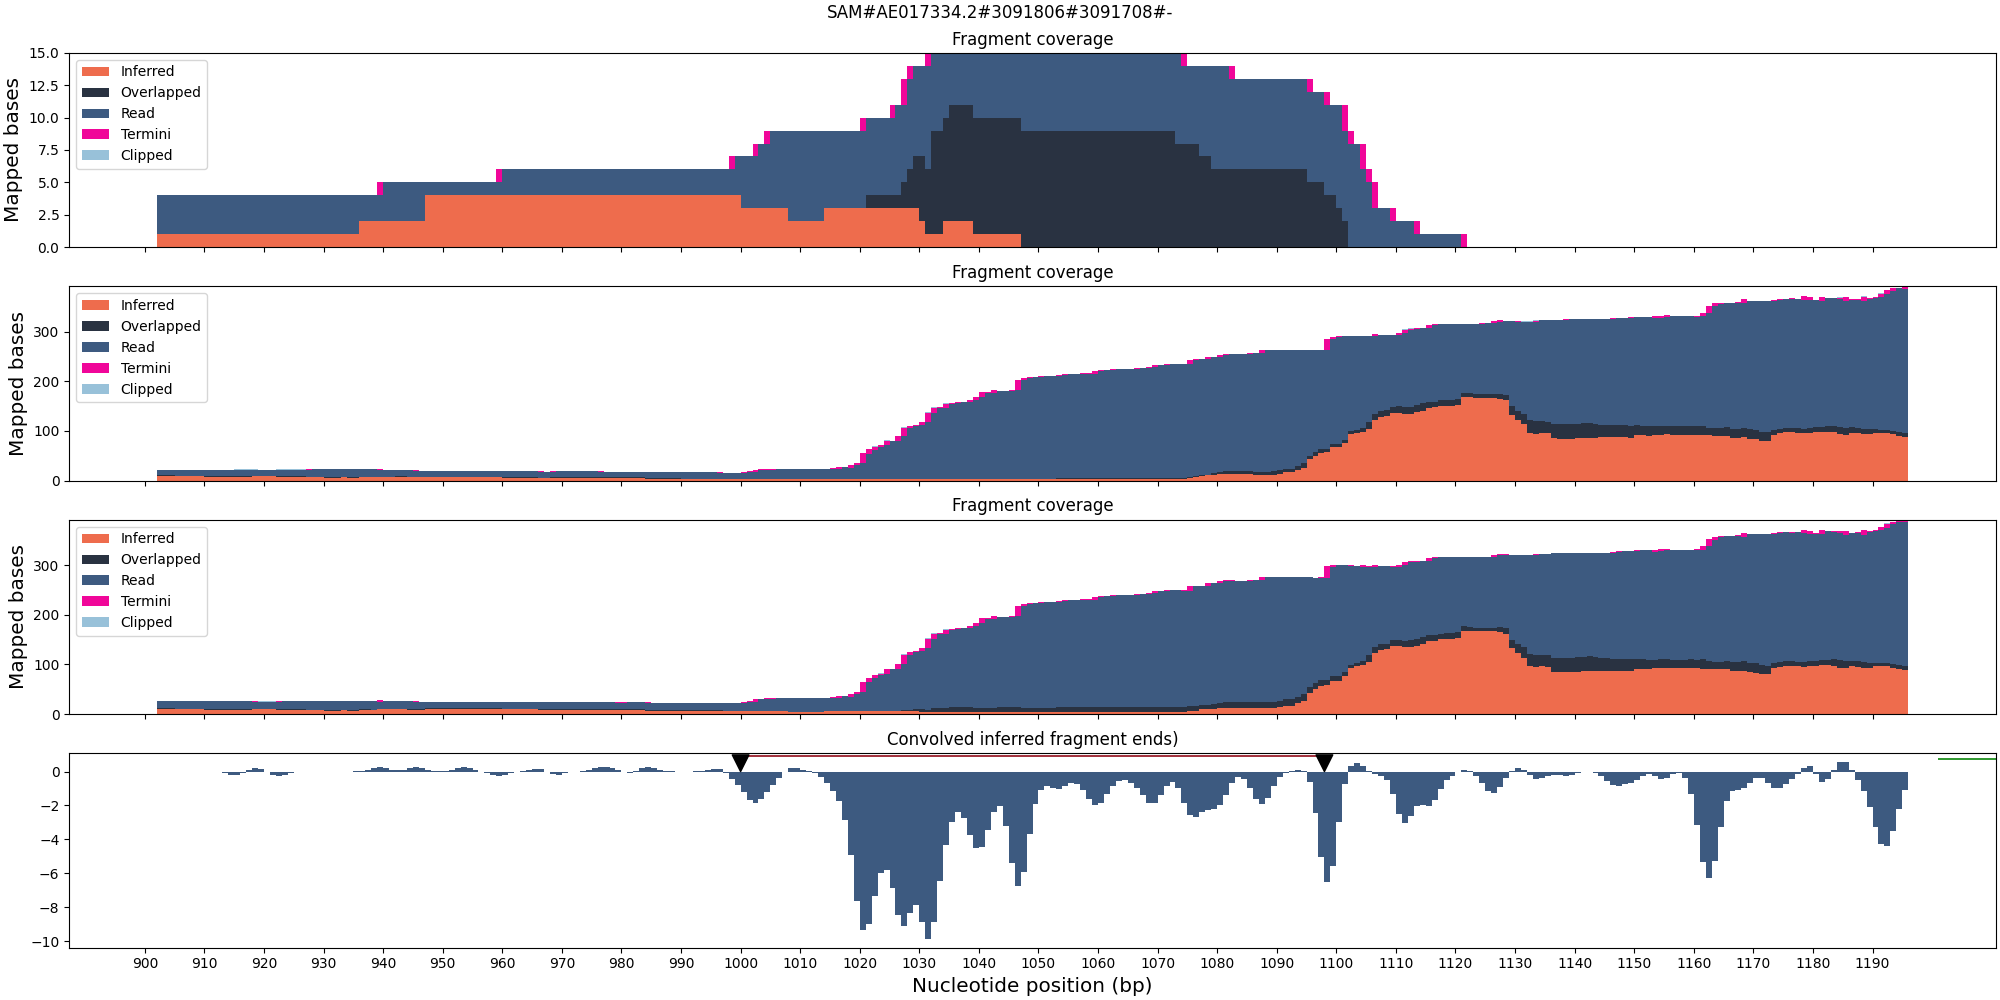 SAM#AE017334.2#3091806#3091708#-
Fragment coverage
Mapped bases
15.0
12.5
10.0
7.5
5.0
2.5
0.0
Inferred
Overlapped
Read
Termini
Clipped
Fragment coverage
Mapped bases
300
200
100
0
Inferred
Overlapped
Read
Termini
Clipped
Fragment coverage
Mapped bases
300
200
100
0
Inferred
Overlapped
Read
Termini
Clipped
Convolved inferred fragment ends)
0
−2
−4
−6
−8
−10
900 910 920 930 940 950 960 970 980 990 1000 1010 1020 1030 1040 1050 1060 1070 1080 1090 1100 1110 1120 1130 1140 1150 1160 1170 1180 1190
Nucleotide position (bp)